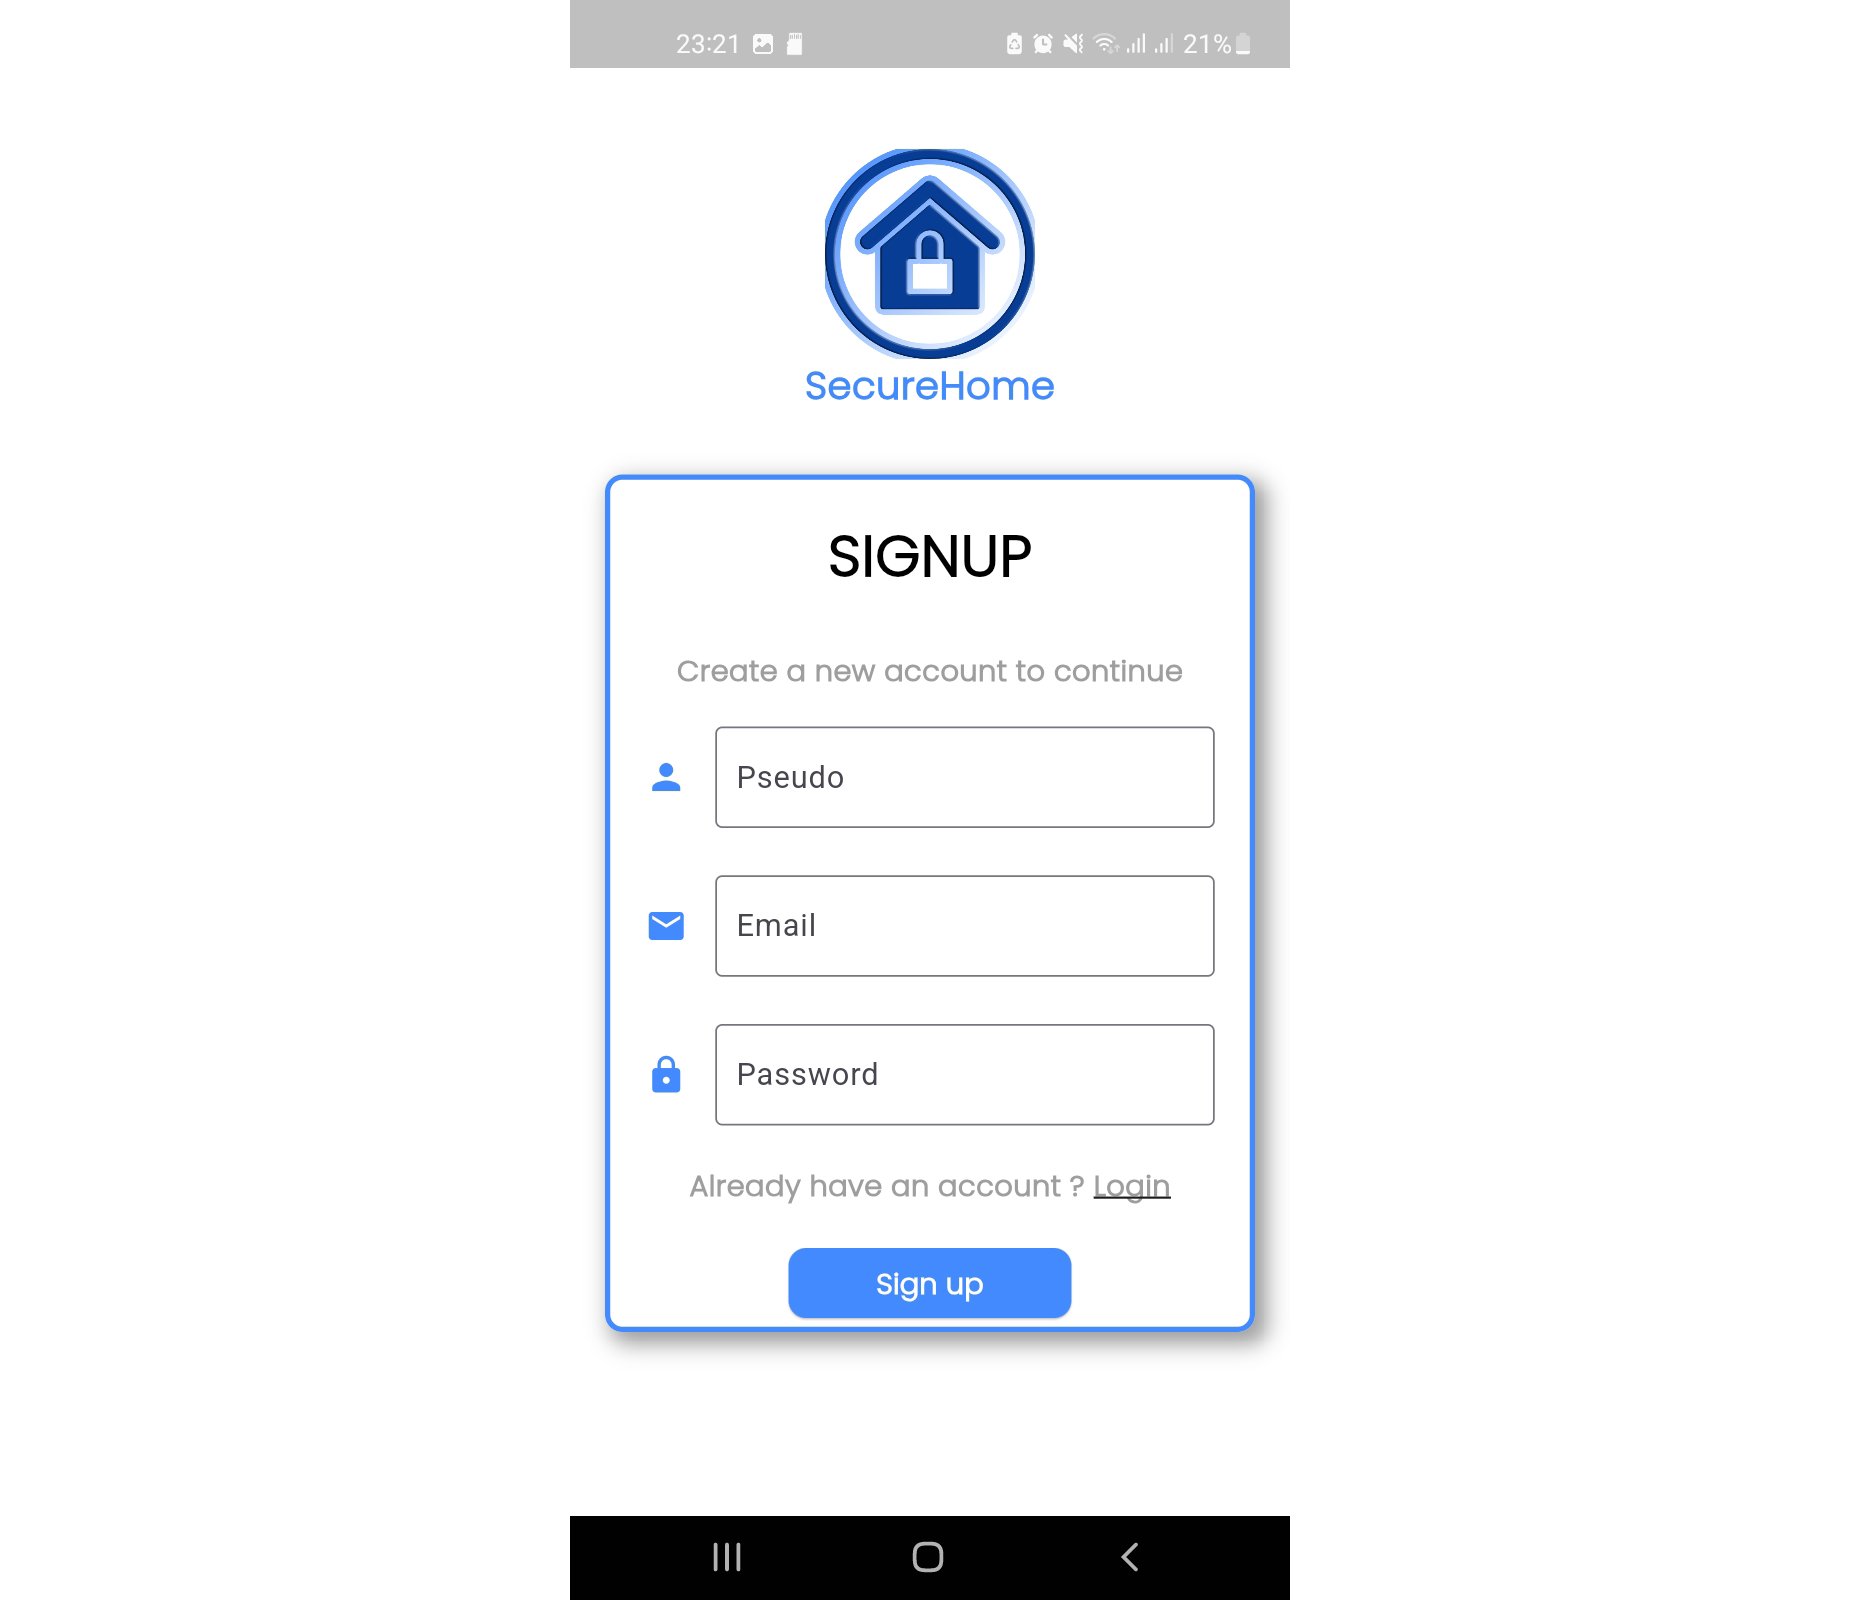 23:21 21%
SecureHome
SIGNUP
Create a new account to continue
Pseudo
Email
Password
Already have an account ? Login
Sign up